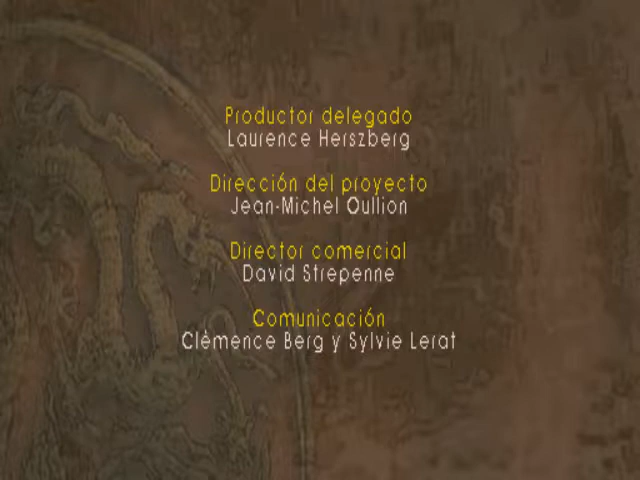 Productor delegado
Laurence Herszberg
Dirección del proyecto
Jean-Michel Oullion
Director comercial
David Strepenne
Comunicación
Clémence Berg y Sylvie Lerat